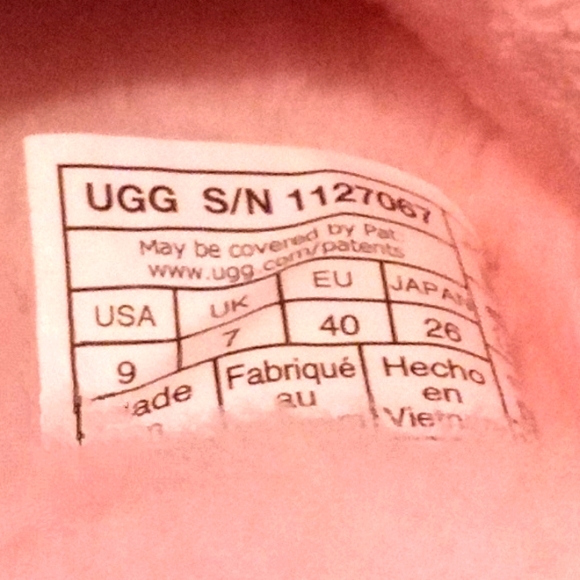 UGG S/N 1127067
May be covered by Pat.
www.ugg.com/patents
USA UK EU JAPAN
9 7 40 26
Fabriqué Hecho
au en